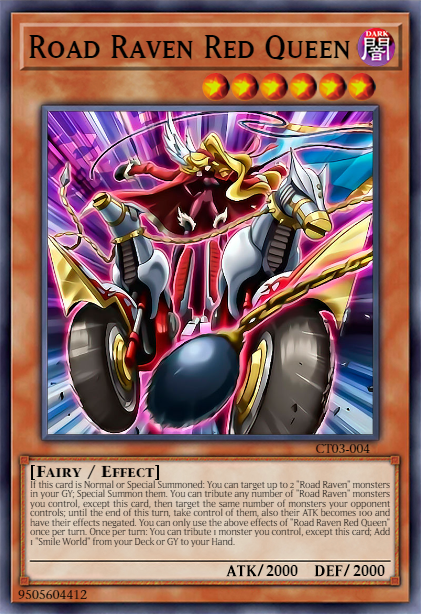 ROAD RAVEN RED QUEEN
DARK
闇
CT03-004
[FAIRY / EFFECT]
If this card is Normal or Special Summoned: You can target up to 2 "Road Raven" monsters
in your GY; Special Summon them. You can tribute any number of "Road Raven" monsters
you control, except this card, then target the same number of monsters your opponent
controls; until the end of this turn, take control of them, also their ATK becomes 100 and
have their effects negated. You can only use the above effects of "Road Raven Red Queen"
once per turn. Once per turn: You can tribute 1 monster you control, except this card; Add
1 "Smile World" from your Deck or GY to your Hand.
ATK/2000 DEF/2000
9505604412